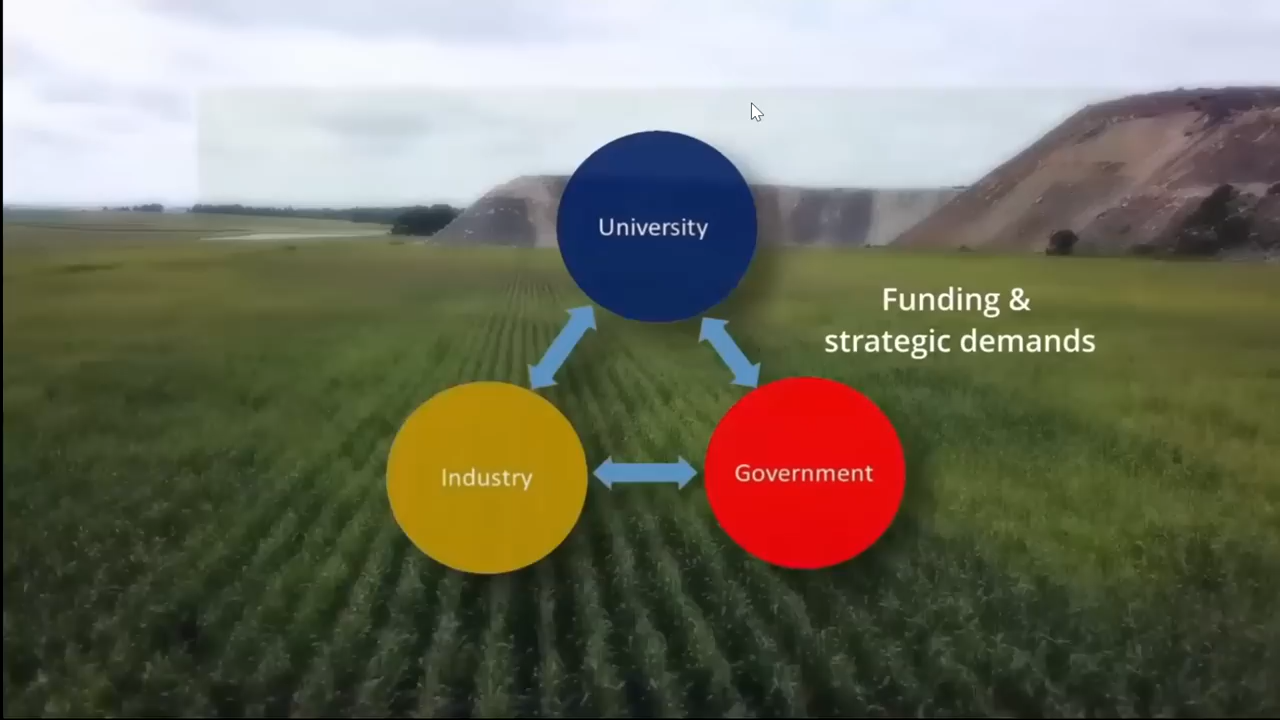 University
Funding &
strategic demands
Industry
Government